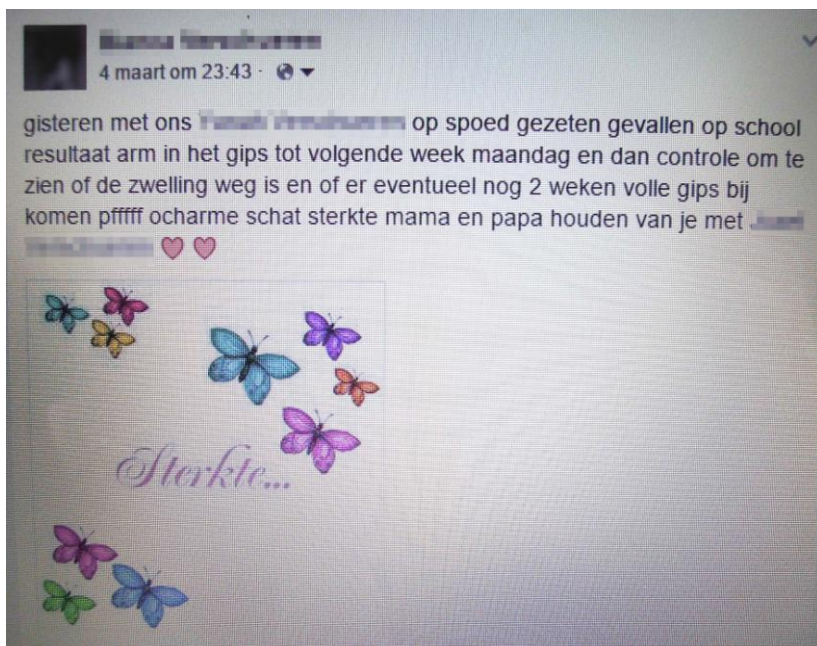 4 maart om 23:43 ·
gisteren met ons op spoed gezeten gevallen op school
resultaat arm in het gips tot volgende week maandag en dan controle om te
zien of de zwelling weg is en of er eventueel nog 2 weken volle gips bij
komen pfffff ocharme schat sterkte mama en papa houden van je met
Sterkte...